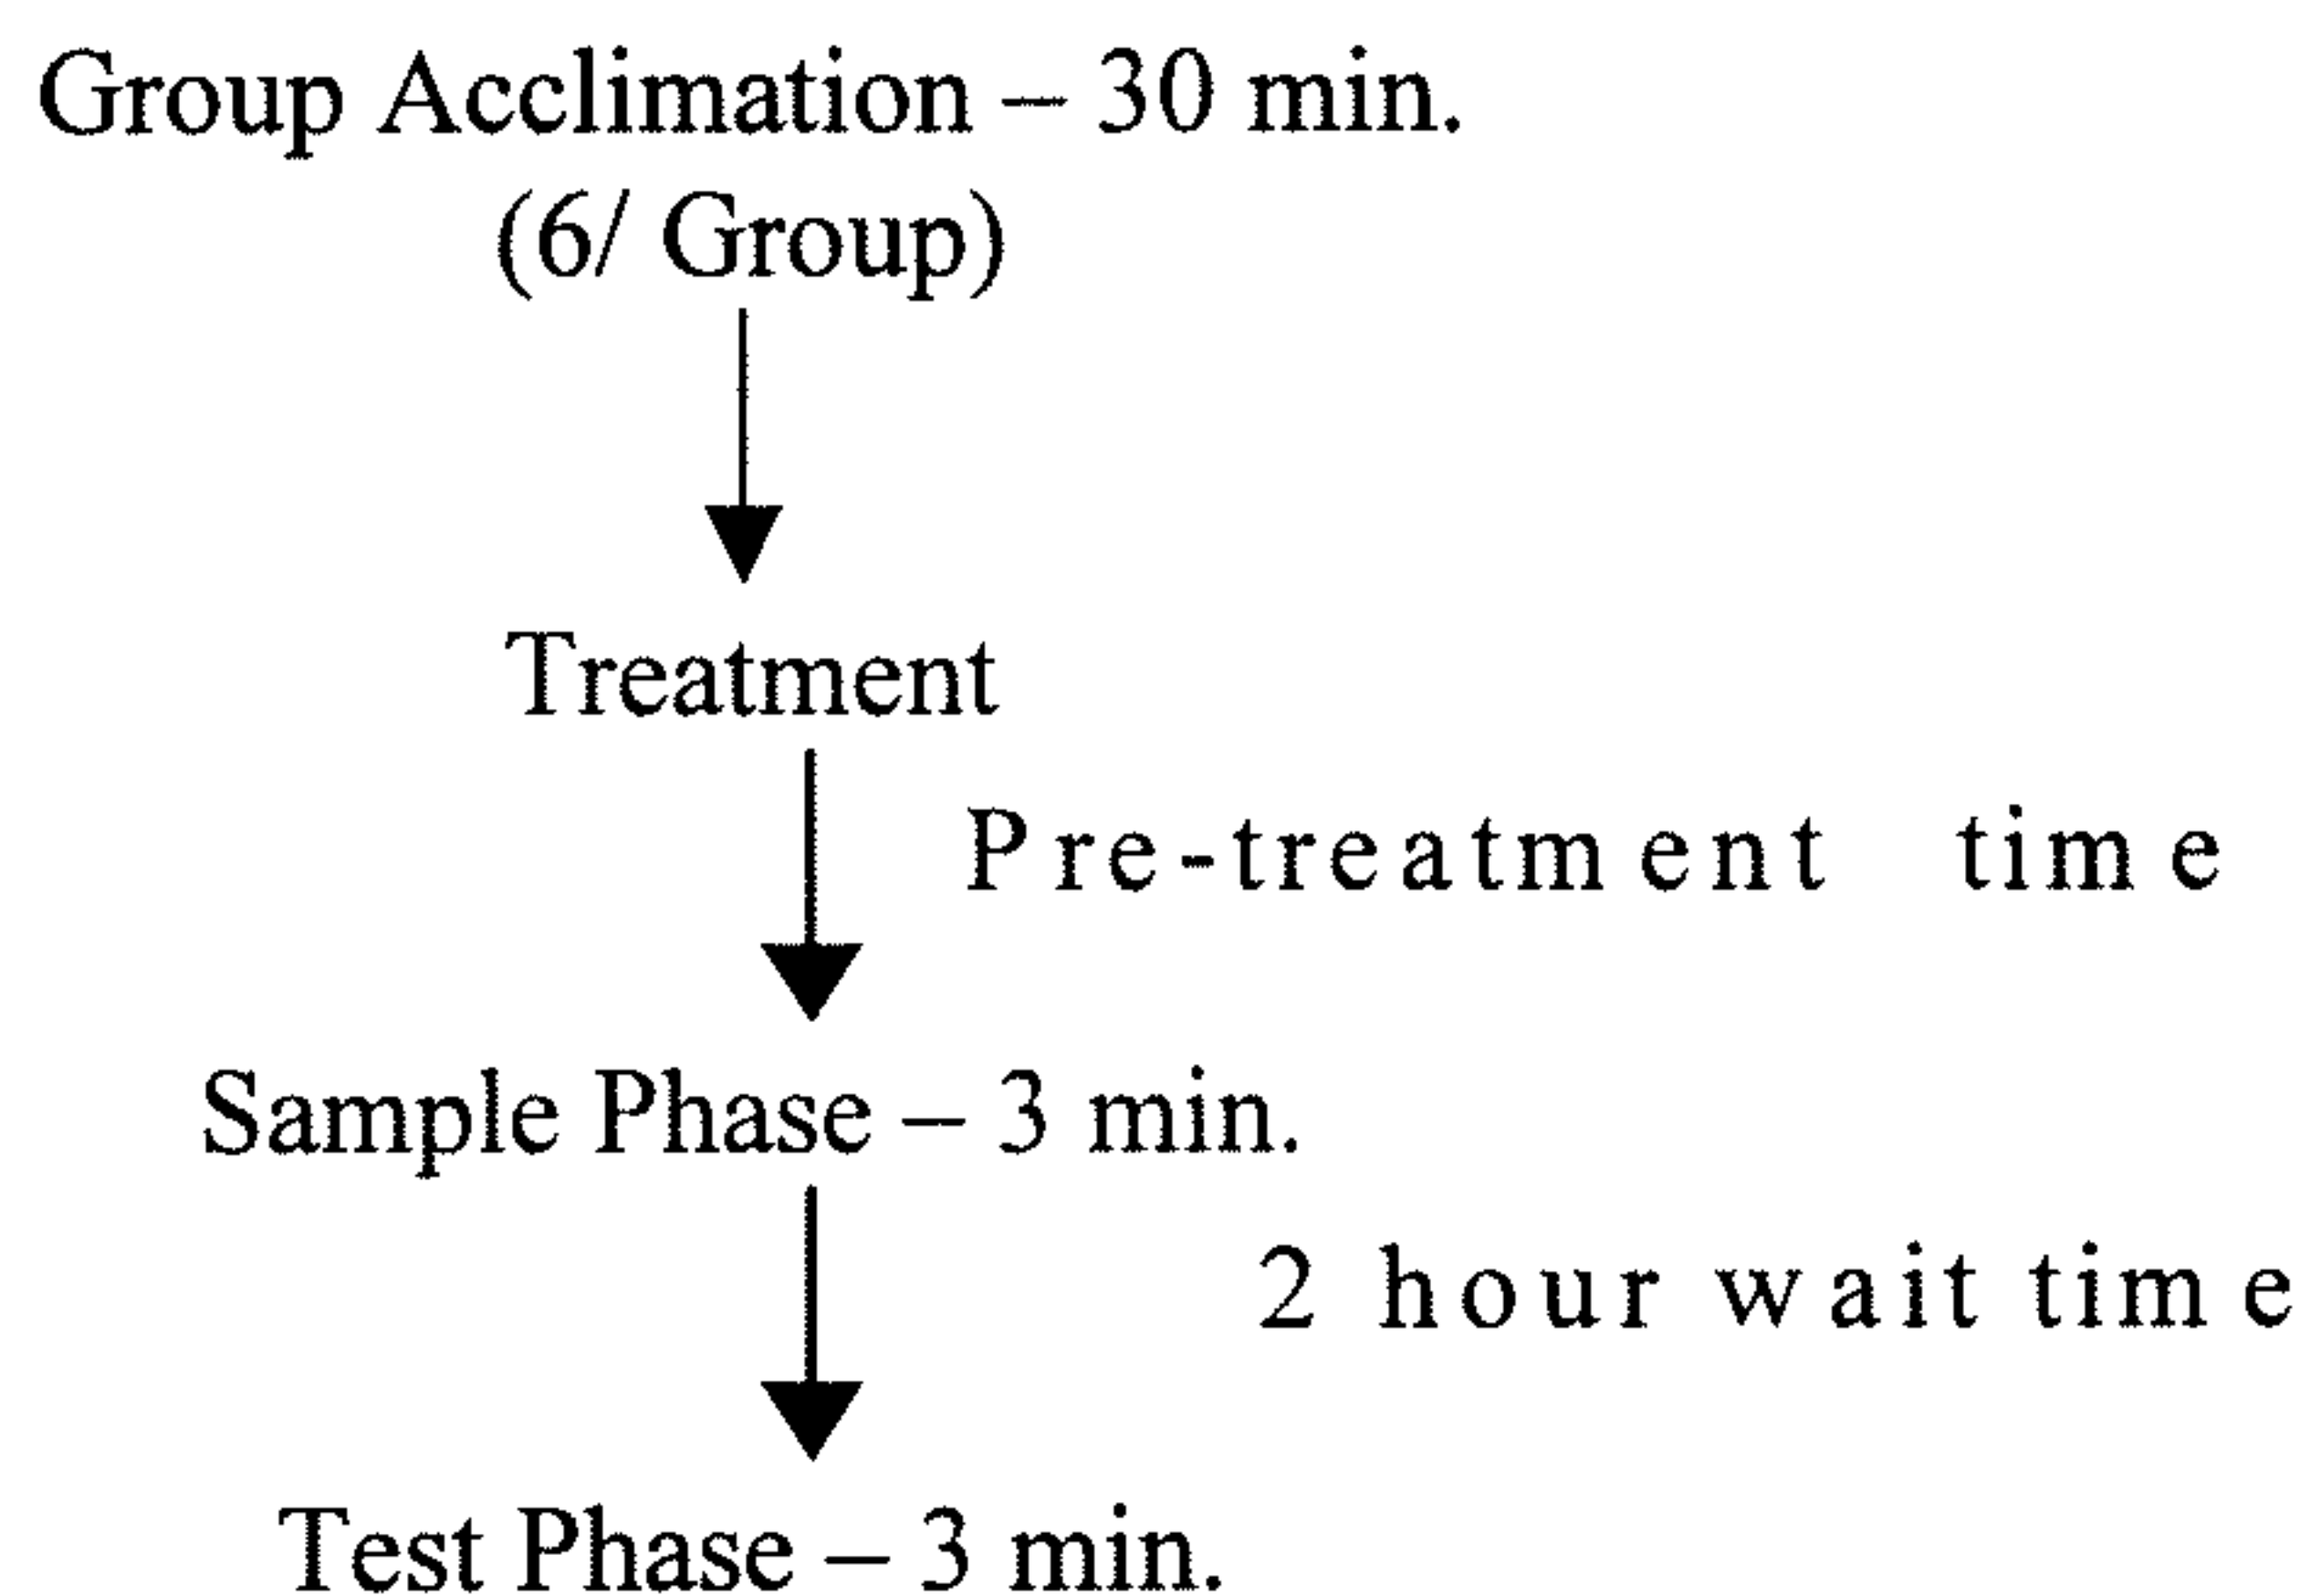 Group Acclimation – 30 min.
(6/ Group)
Treatment
Pre-treatment time
Sample Phase – 3 min.
2 hour wait time
Test Phase – 3 min.